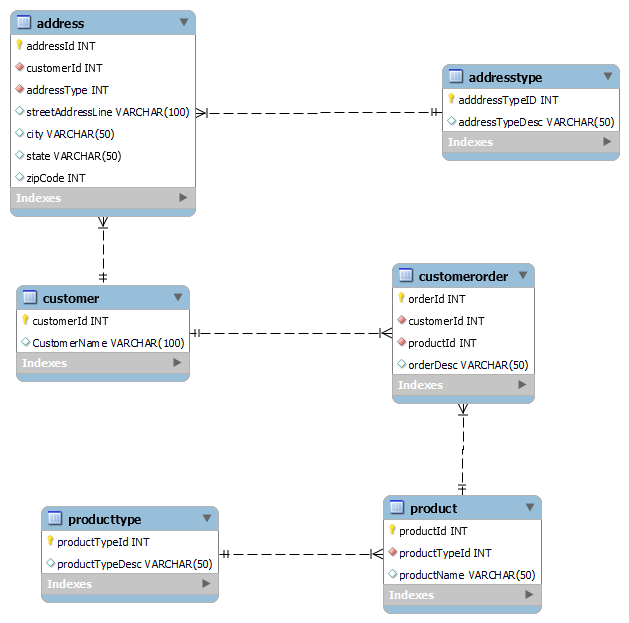 address
addressId INT
customerId INT
addressType INT
streetAddressLine VARCHAR(100)
city VARCHAR(50)
state VARCHAR(50)
zipCode INT
Indexes
addresstype
adddressTypeID INT
addressTypeDesc VARCHAR(50)
Indexes
customer
customerId INT
CustomerName VARCHAR(100)
Indexes
customerorder
orderId INT
customerId INT
productId INT
orderDesc VARCHAR(50)
Indexes
producttype
productTypeId INT
productTypeDesc VARCHAR(50)
Indexes
product
productId INT
productTypeId INT
productName VARCHAR(50)
Indexes